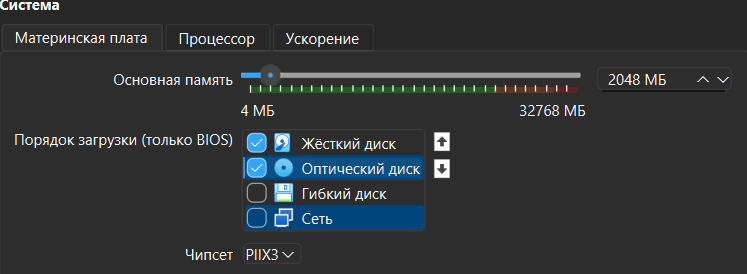 Система
Материнская плата Процессор Ускорение
Основная память 2048 МБ
4 МБ 32768 МБ
Порядок загрузки (только BIOS) Жёсткий диск
Оптический диск
Гибкий диск
Сеть
Чипсет PIIX3